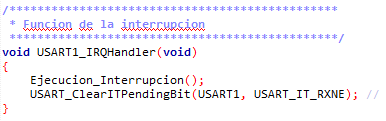 /************************************************
* Funcion de la interrupcion
************************************************/
void USART1_IRQHandler(void)
{
Ejecucion_Interrupcion();
USART_ClearITPendingBit(USART1, USART_IT_RXNE); //
}